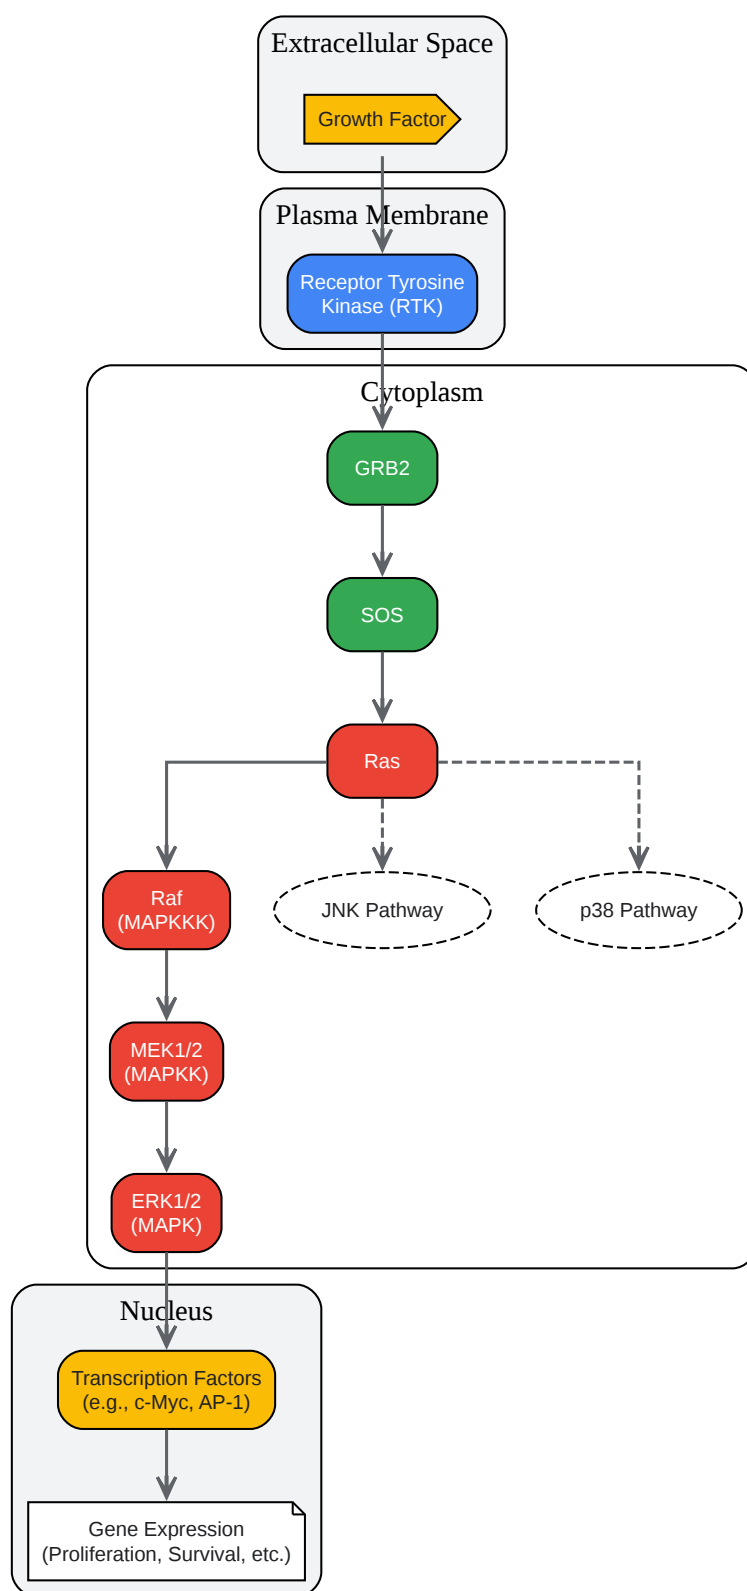 Extracellular Space
Growth Factor
Plasma Membrane
Receptor Tyrosine
Kinase (RTK)
Cytoplasm
GRB2
SOS
Ras
Raf
(MAPKKK)
JNK Pathway
p38 Pathway
MEK1/2
(MAPKK)
ERK1/2
(MAPK)
Nucleus
Transcription Factors
(e.g., c-Myc, AP-1)
Gene Expression
(Proliferation, Survival, etc.)